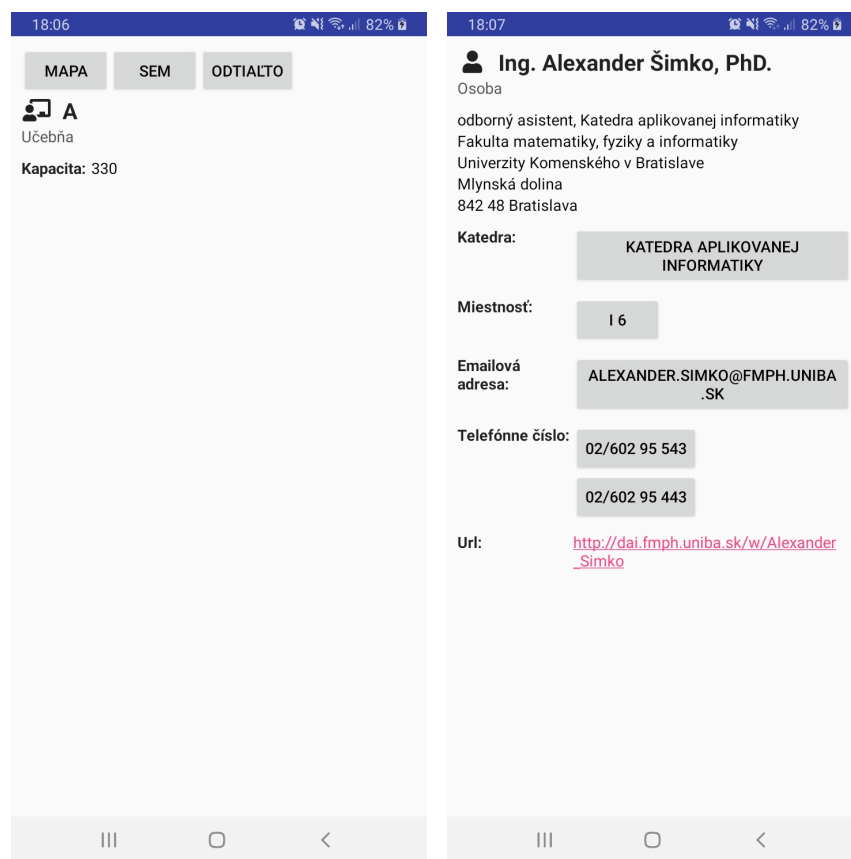 18:06
82%
MAPA
SEM
ODTIAĽTO
A
Učebňa
Kapacita: 330
18:07
82%
Ing. Alexander Šimko, PhD.
Osoba
odborný asistent, Katedra aplikovanej informatiky
Fakulta matematiky, fyziky a informatiky
Univerzity Komenského v Bratislave
Mlynská dolina
842 48 Bratislava
Katedra:
KATEDRA APLIKOVANEJ
INFORMATIKY
Miestnosť:
I 6
Emailová
adresa:
ALEXANDER.SIMKO@FMPH.UNIBA
.SK
Telefónne číslo:
02/602 95 543
02/602 95 443
Url:
http://dai.fmph.uniba.sk/w/Alexander
_Simko